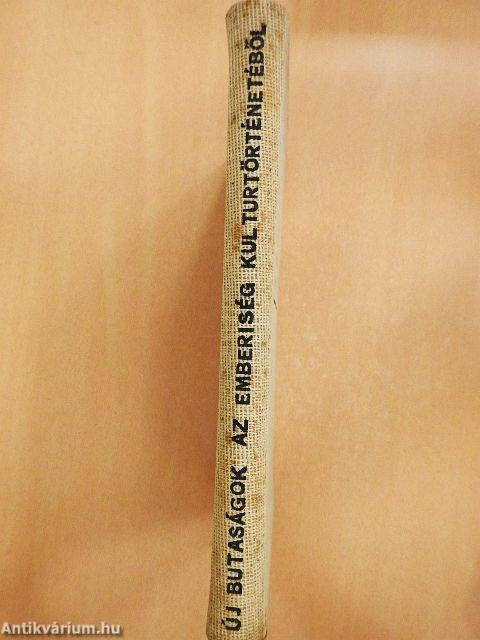 ÚJ BUTASÁGOK AZ EMBERISÉG KULTURTÖRTÉNETÉBŐL
Antikvárium.hu